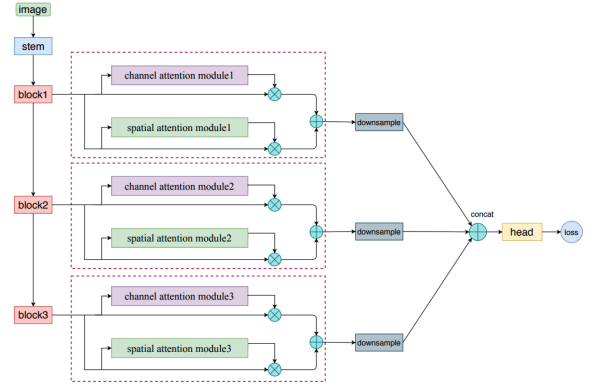 image
stem
channel attention module1
block1
downsample
spatial attention module1
channel attention module2
block2
concat
downsample
head
loss
spatial attention module2
channel attention module3
block3
downsample
spatial attention module3